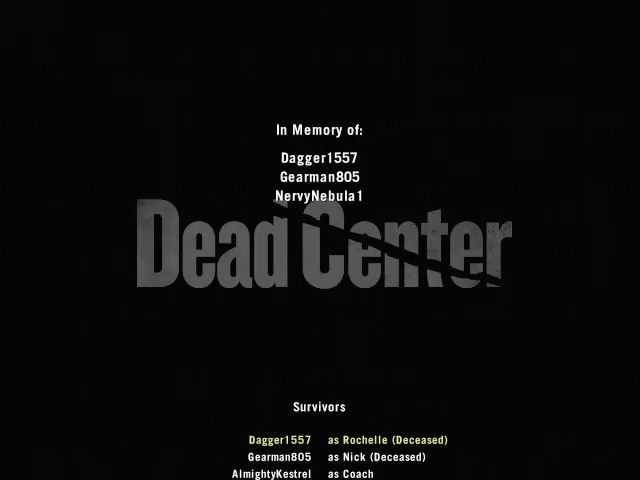 In Memory of:
Dagger1557
Gearman805
NervyNebula1
Dead Center
Survivors
Dagger1557 as Rochelle (Deceased)
Gearman805 as Nick (Deceased)
AlmightyKestrel as Coach